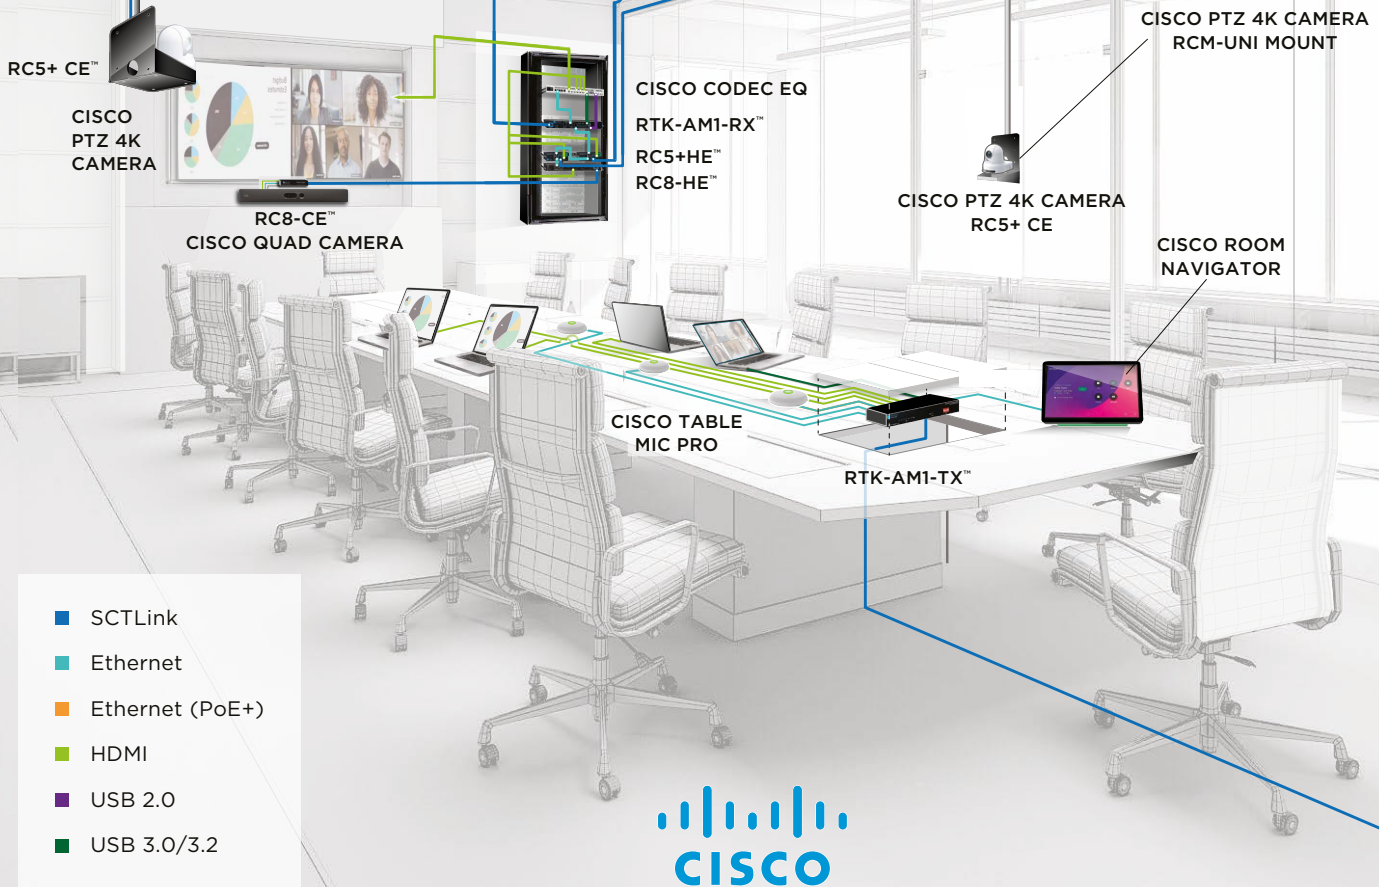 CISCO PTZ 4K CAMERA
RCM-UNI MOUNT
RC5+ CE™
CISCO
PTZ 4K
CAMERA
CISCO CODEC EQ
RTK-AM1-RX™
RC5+HE™
RC8-HE™
RC8-CE™
CISCO QUAD CAMERA
CISCO PTZ 4K CAMERA
RC5+ CE
CISCO ROOM
NAVIGATOR
CISCO TABLE
MIC PRO
RTK-AM1-TX™
SCTLink
Ethernet
Ethernet (PoE+)
HDMI
USB 2.0
USB 3.0/3.2
CISCO